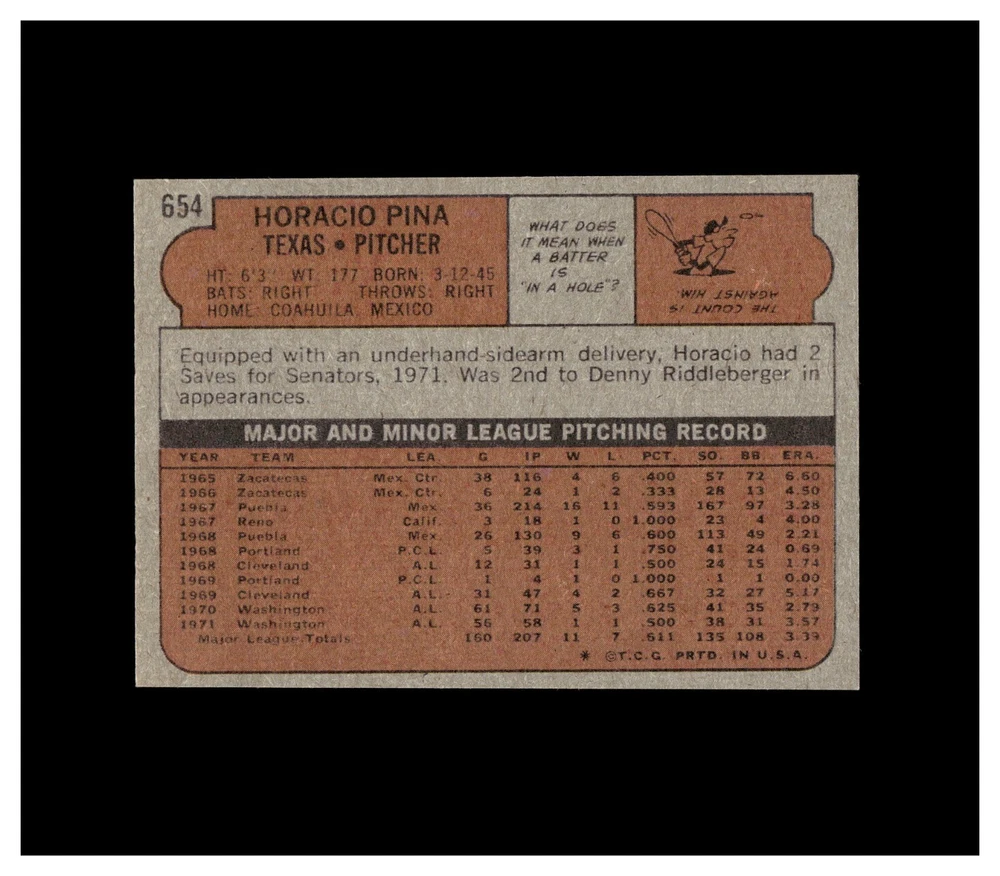 654
HORACIO PINA
TEXAS • PITCHER
HT: 6'3" WT: 177 BORN: 3-12-45
BATS: RIGHT THROWS: RIGHT
HOME: COAHUILA, MEXICO
WHAT DOES
IT MEAN WHEN
A BATTER
IS
"IN A HOLE"?
THE COUNT IS
AGAINST HIM.
Equipped with an underhand-sidearm delivery, Horacio had 2
Saves for Senators, 1971. Was 2nd to Denny Riddleberger in
appearances.
MAJOR AND MINOR LEAGUE PITCHING RECORD
YEAR TEAM LEA. G IP W L PCT. SO. BB. ERA.
1965 Zacatecas Mex. Ctr. 38 116 4 6 .400 57 72 6.60
1966 Zacatecas Mex. Ctr. 6 24 1 2 .333 28 13 4.50
1967 Puebla Mex. 36 214 16 11 .593 167 97 3.28
1967 Reno Calif. 3 18 1 0 1.000 23 4 4.00
1968 Puebla Mex. 26 130 9 6 .600 113 49 2.21
1968 Portland P.C.L. 5 39 3 1 .750 41 24 0.69
1968 Cleveland A.L. 12 31 1 1 .500 24 15 1.74
1969 Portland P.C.L. 1 4 1 0 1.000 1 1 0.00
1969 Cleveland A.L. 31 47 4 2 .667 32 27 5.17
1970 Washington A.L. 61 71 5 3 .625 41 35 2.79
1971 Washington A.L. 56 58 1 1 .500 38 31 3.57
Major League Totals 160 207 11 7 .611 135 108 3.39
* ©T.C.G. PRTD. IN U.S.A.